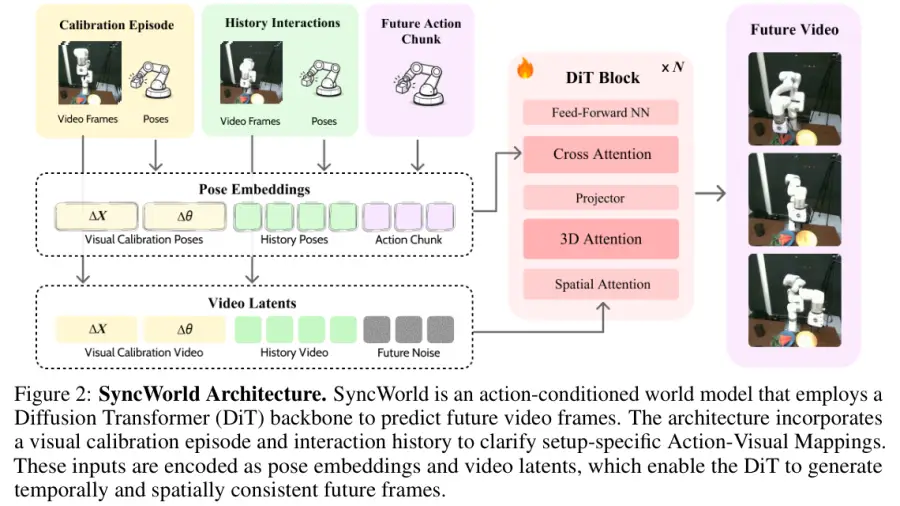 Calibration Episode
Video Frames
Poses
History Interactions
Video Frames
Poses
Future Action
Chunk
Pose Embeddings
ΔX
Δθ
Visual Calibration Poses
History Poses
Action Chunk
Video Latents
ΔX
Δθ
Visual Calibration Video
History Video
Future Noise
DiT Block
x N
Feed-Forward NN
Cross Attention
Projector
3D Attention
Spatial Attention
Future Video
Figure 2: SyncWorld Architecture. SyncWorld is an action-conditioned world model that employs a
Diffusion Transformer (DiT) backbone to predict future video frames. The architecture incorporates
a visual calibration episode and interaction history to clarify setup-specific Action-Visual Mappings.
These inputs are encoded as pose embeddings and video latents, which enable the DiT to generate
temporally and spatially consistent future frames.